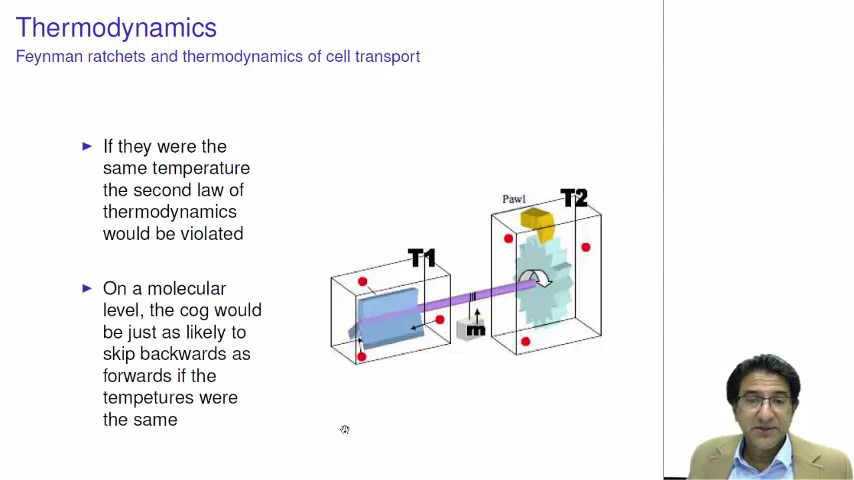 Thermodynamics
Feynman ratchets and thermodynamics of cell transport
If they were the
same temperature
the second law of
thermodynamics
would be violated
On a molecular
level, the cog would
be just as likely to
skip backwards as
forwards if the
tempetures were
the same
Pawl
T2
T1
m